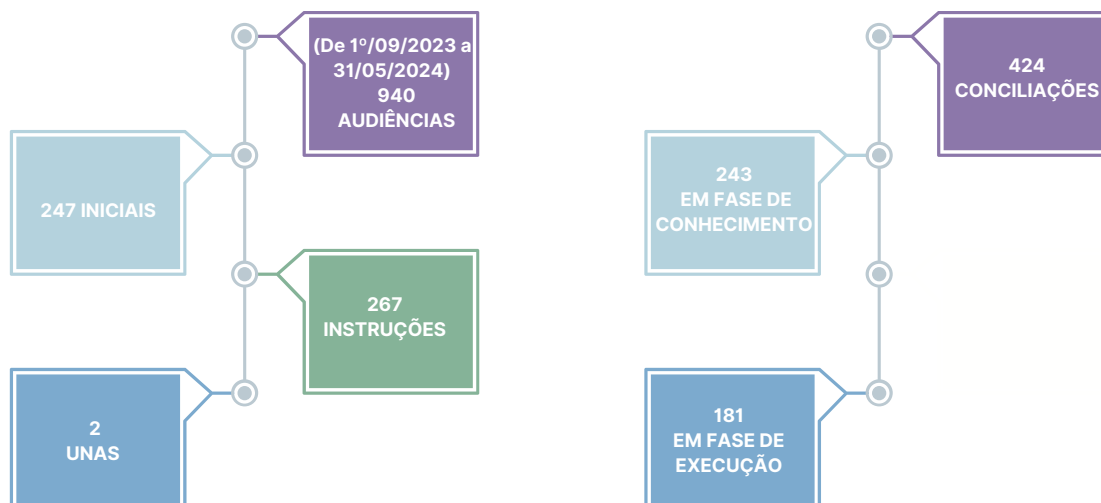 (De 1º/09/2023 a
31/05/2024)
940
AUDIÊNCIAS
247 INICIAIS
267
INSTRUÇÕES
2
UNAS
424
CONCILIAÇÕES
243
EM FASE DE
CONHECIMENTO
181
EM FASE DE
EXECUÇÃO